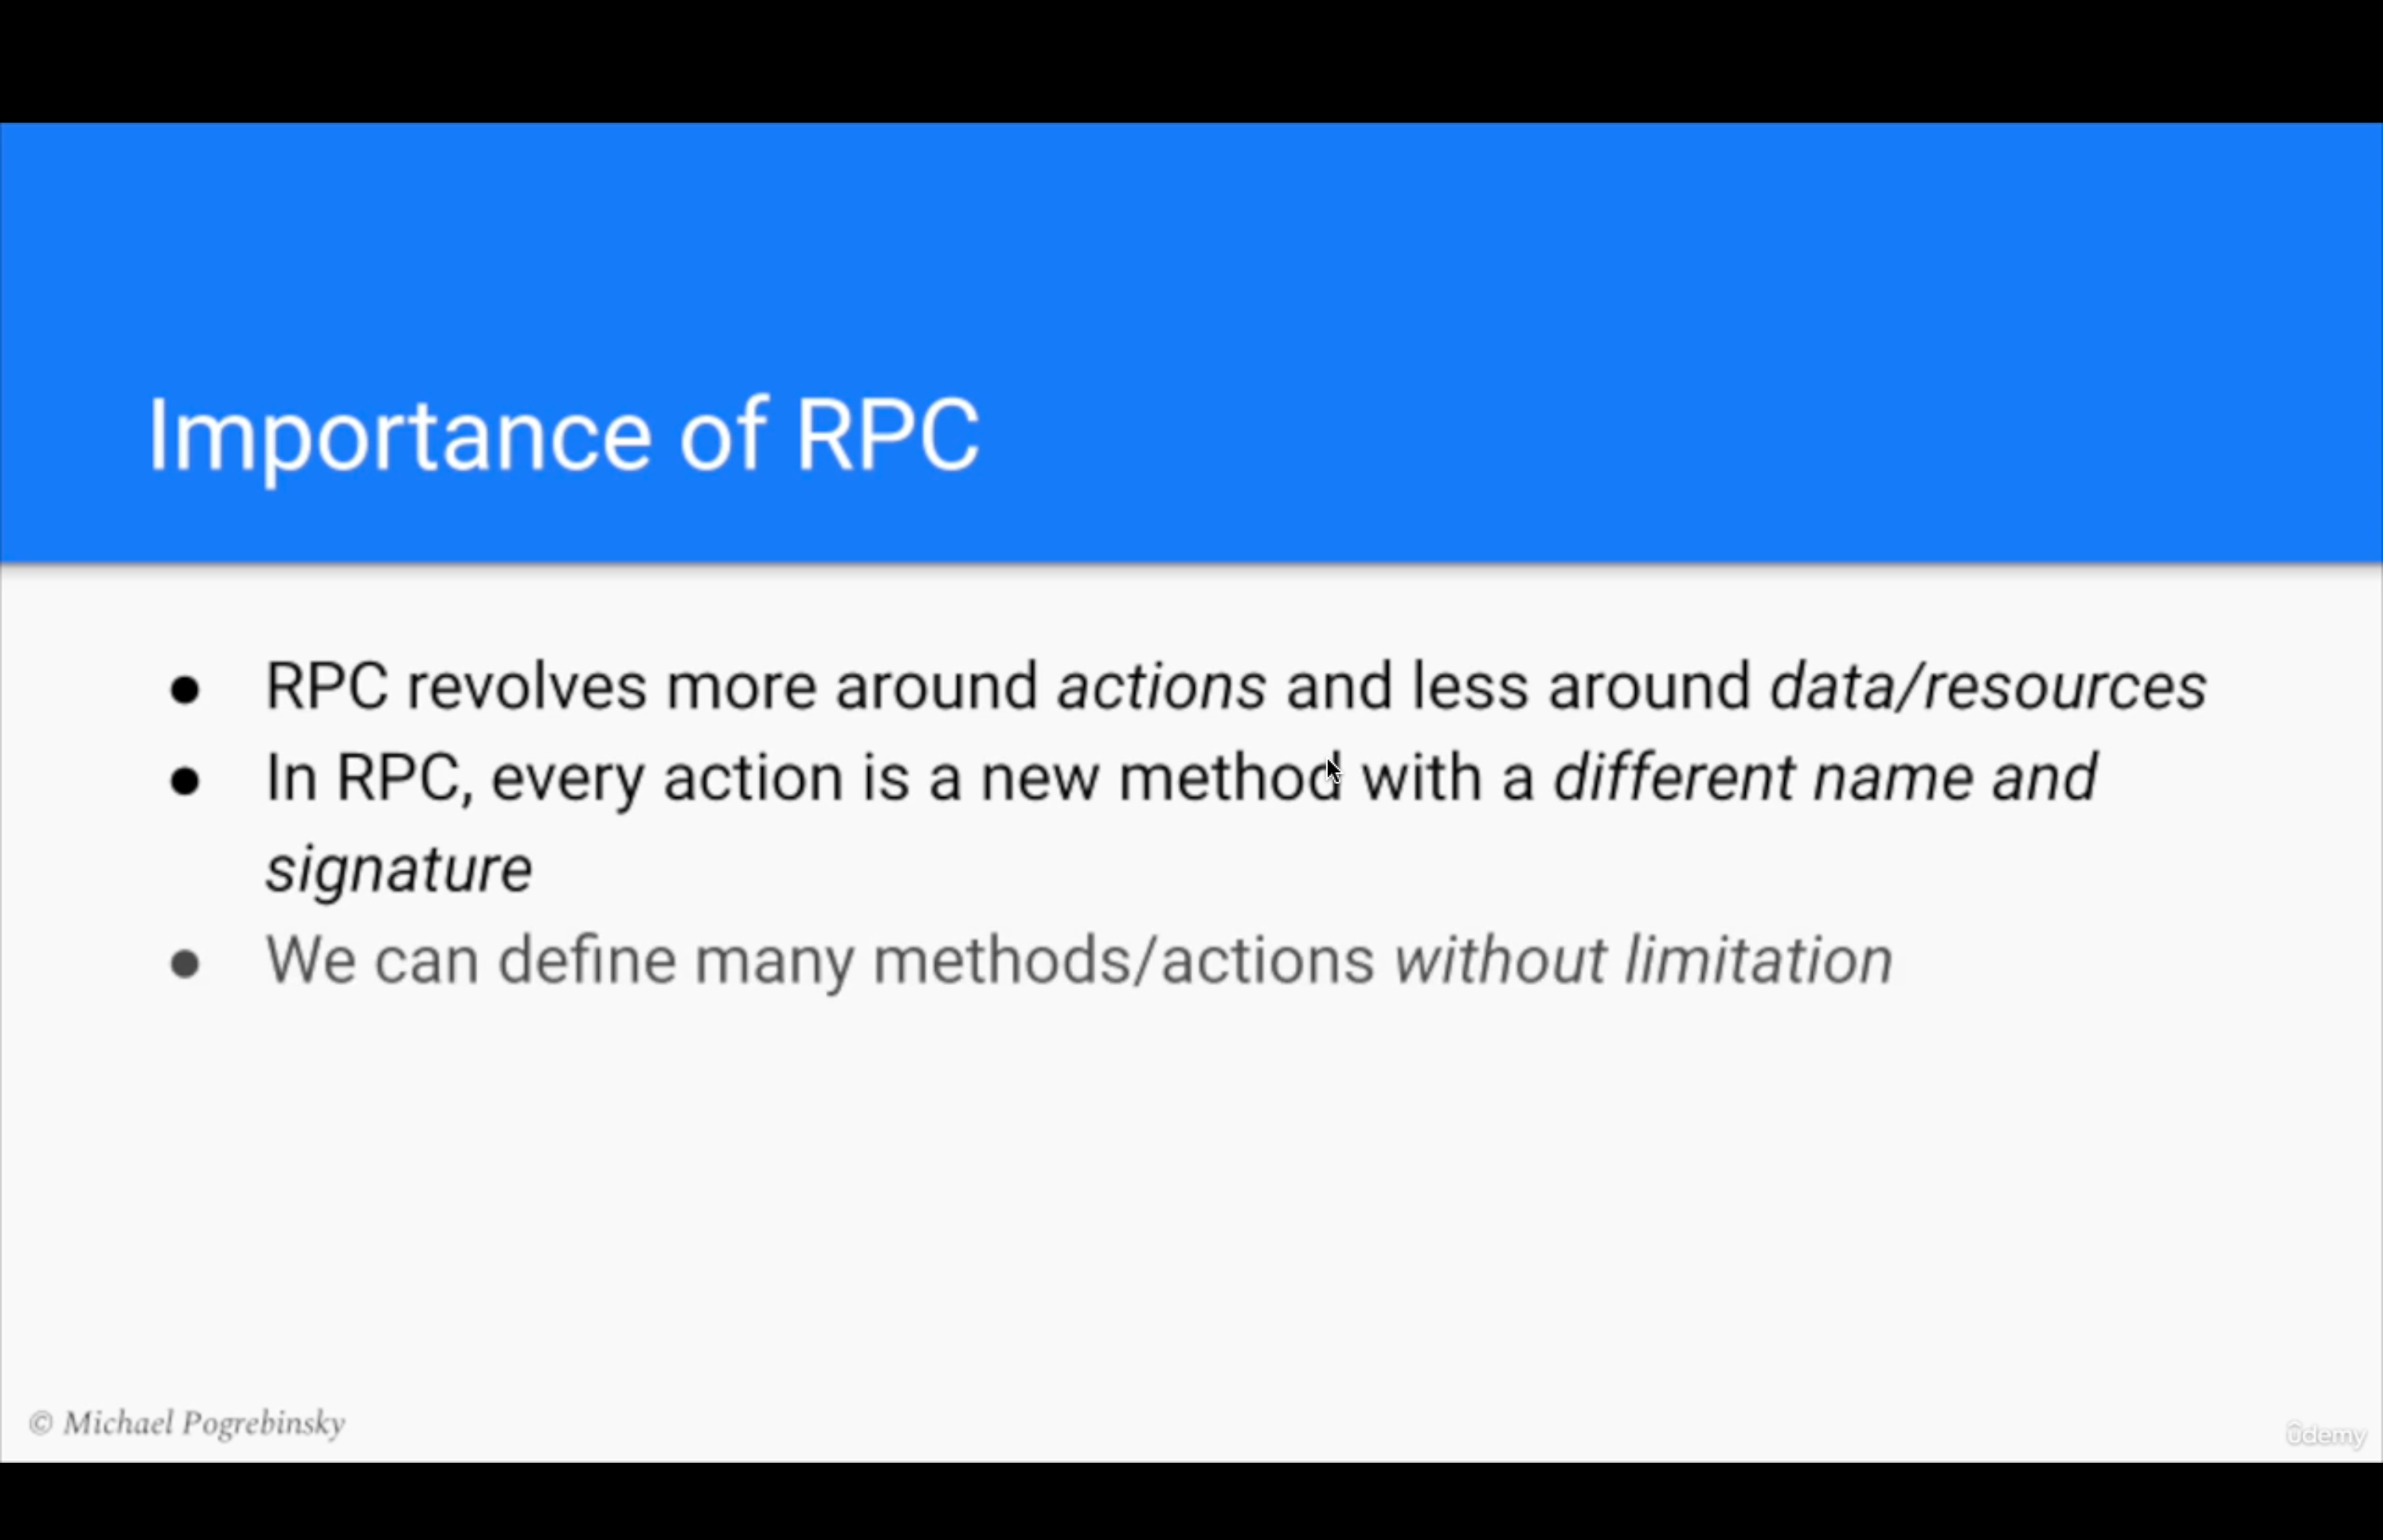 Importance of RPC
● RPC revolves more around actions and less around data/resources
● In RPC, every action is a new method with a different name and
signature
● We can define many methods/actions without limitation
© Michael Pogrebinsky
ûdemy